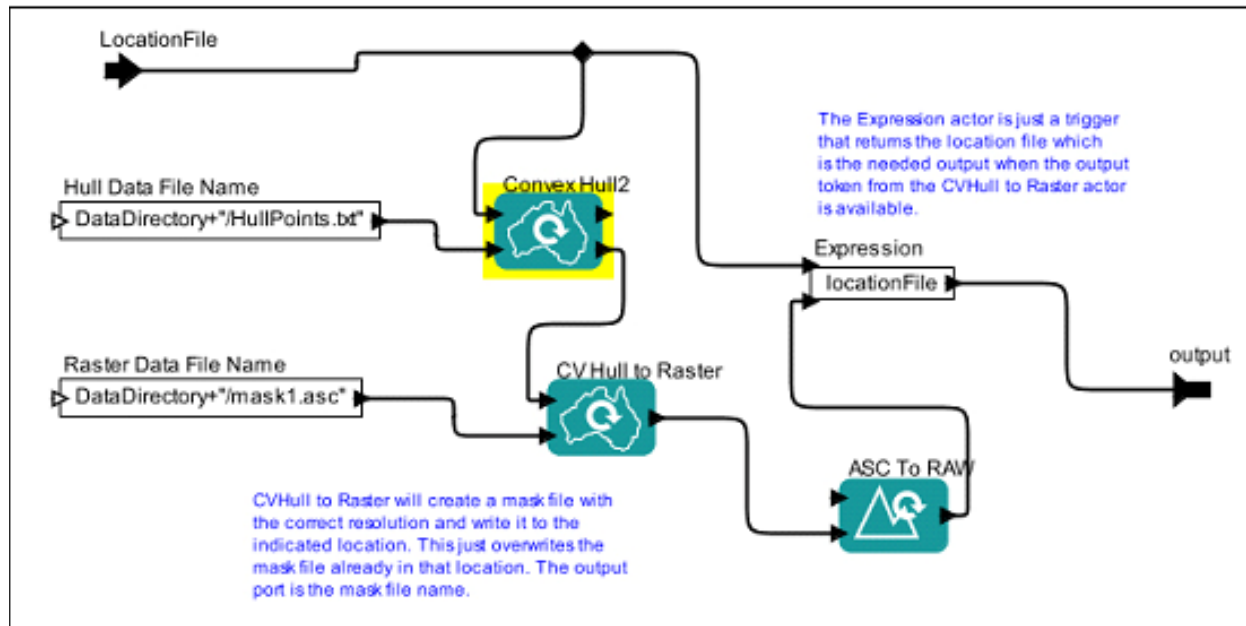 LocationFile
The Expression actor is just a trigger
that returns the location file which
is the needed output when the output
token from the CVHull to Raster actor
is available.
Hull Data File Name
DataDirectory+"/HullPoints.txt"
Convex Hull2
Expression
locationFile
Raster Data File Name
DataDirectory+"/mask1.asc"
CV Hull to Raster
output
ASC To RAW
CVHull to Raster will create a mask file with
the correct resolution and write it to the
indicated location. This just overwrites the
mask file already in that location. The output
port is the mask file name.